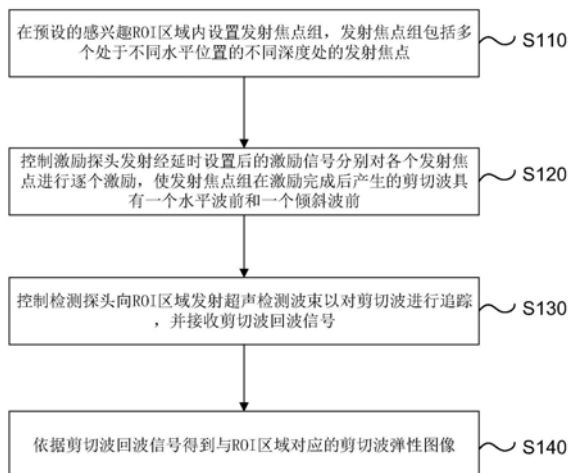 在预设的感兴趣ROI区域内设置发射焦点组，发射焦点组包括多
个处于不同水平位置的不同深度处的发射焦点
S110
控制激励探头发射经延时设置后的激励信号分别对各个发射焦
点进行逐个激励，使发射焦点组在激励完成后产生的剪切波具
有一个水平波前和一个倾斜波前
S120
控制检测探头向ROI区域发射超声检测波束以对剪切波进行追踪
，并接收剪切波回波信号
S130
依据剪切波回波信号得到与ROI区域对应的剪切波弹性图像
S140